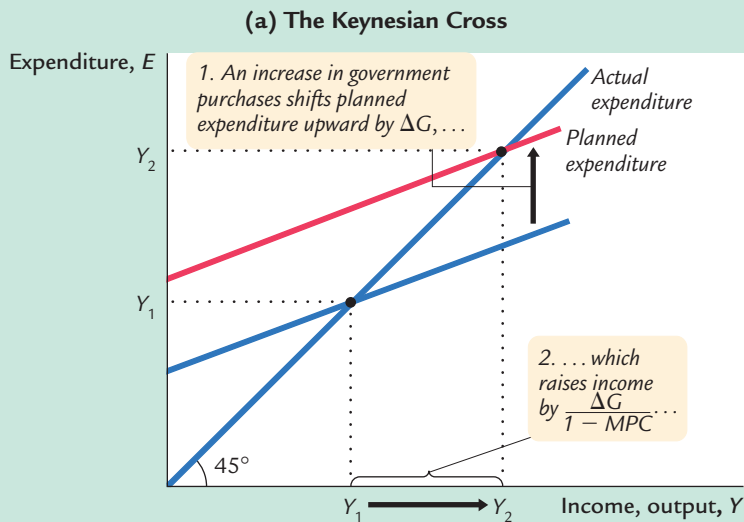 (a) The Keynesian Cross
Expenditure, E
1. An increase in government
purchases shifts planned
expenditure upward by ΔG, . . .
Actual
expenditure
Planned
expenditure
Y2
Y1
2. . . . which
raises income
by ΔG / 1 − MPC . . .
45°
Y1
Y2
Income, output, Y